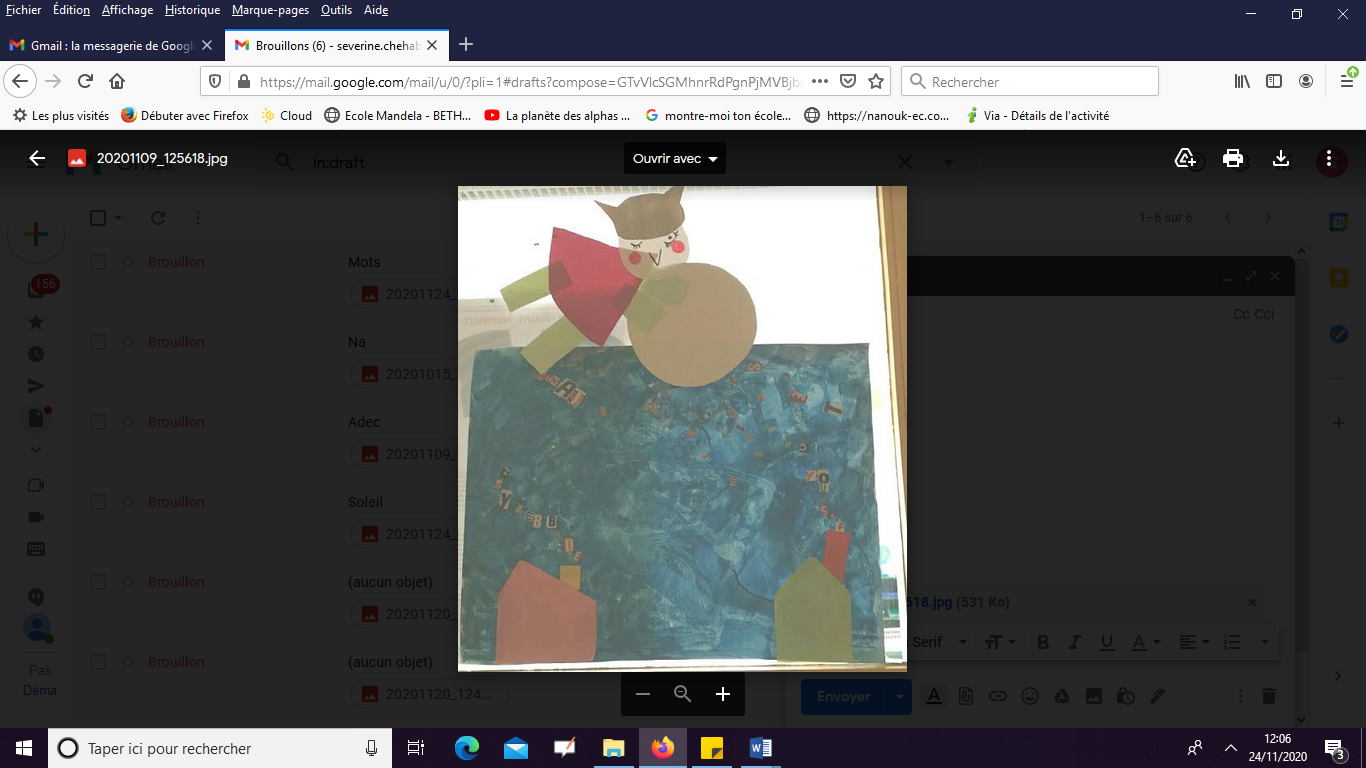 Fichier Édition Affichage Historique Marque-pages Outils Aide
Gmail : la messagerie de Googl
Brouillons (6) - severine.chehab
https://mail.google.com/mail/u/0/?pli=1#drafts?compose=GTvVlcSGMhnrRdPgnPjMVBjb
Rechercher
Les plus visités Débuter avec Firefox Cloud Ecole Mandela - BETH... La planète des alphas ... montre-moi ton école... https://nanouk-ec.co... Via - Détails de l'activité
20201109_125618.jpg
in:draft
Ouvrir avec
1–6 sur 6
Brouillon Mots
156
20201124_
Cc Cci
Brouillon Na
20201015_
Brouillon Adec
20201109_
Brouillon Soleil
20201124_
Brouillon (aucun objet)
20201120_
618.jpg (531 Ko)
Serif
Brouillon (aucun objet)
20201120_124...
Pas
Déma
Envoyer
Taper ici pour rechercher
12:06
24/11/2020
3